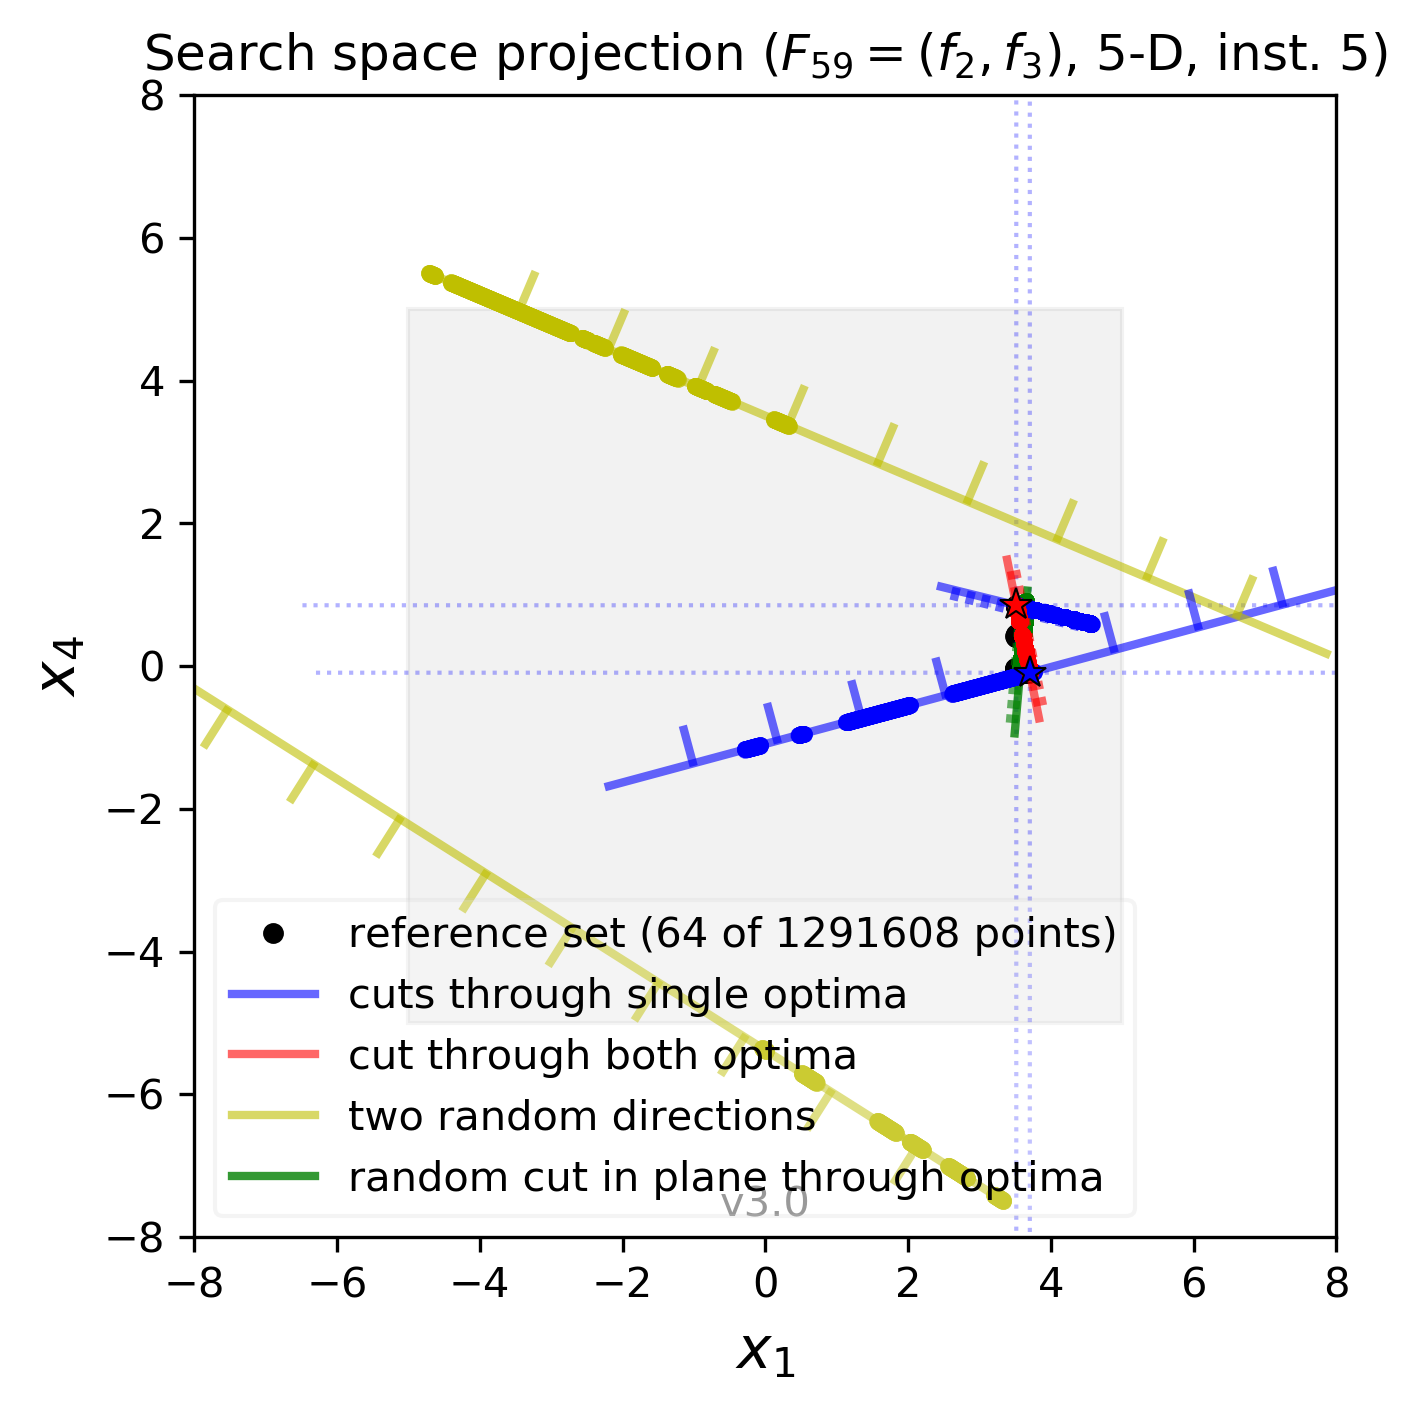 Search space projection (F₅₉ = (f₂, f₃), 5-D, inst. 5)
8
6
4
2
0
−2
−4
−6
−8
x₄
reference set (64 of 1291608 points)
cuts through single optima
cut through both optima
two random directions
random cut in plane through optima
v3.0
−8 −6 −4 −2 0 2 4 6 8
x₁